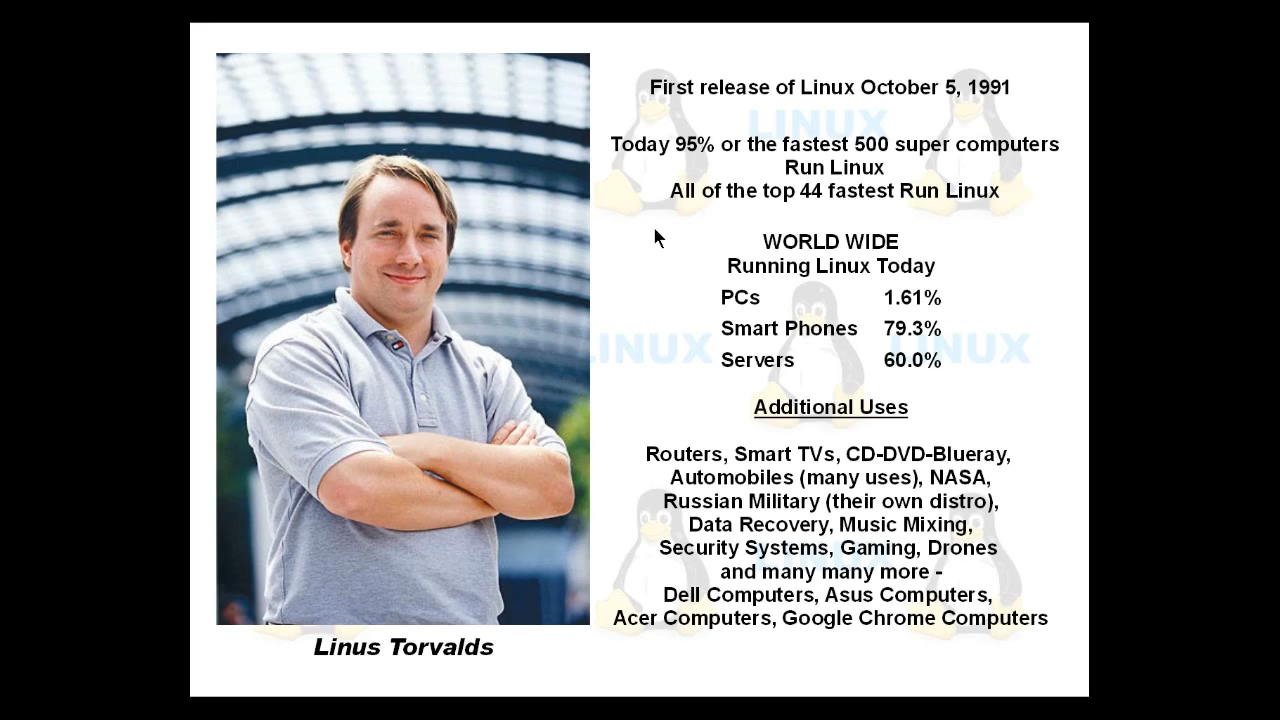 First release of Linux October 5, 1991
Today 95% or the fastest 500 super computers
Run Linux
All of the top 44 fastest Run Linux
WORLD WIDE
Running Linux Today
PCs 1.61%
Smart Phones 79.3%
Servers 60.0%
Additional Uses
Routers, Smart TVs, CD-DVD-Blueray,
Automobiles (many uses), NASA,
Russian Military (their own distro),
Data Recovery, Music Mixing,
Security Systems, Gaming, Drones
and many many more -
Dell Computers, Asus Computers,
Acer Computers, Google Chrome Computers
Linus Torvalds
LINUX
LINUX
LINUX
LINUX